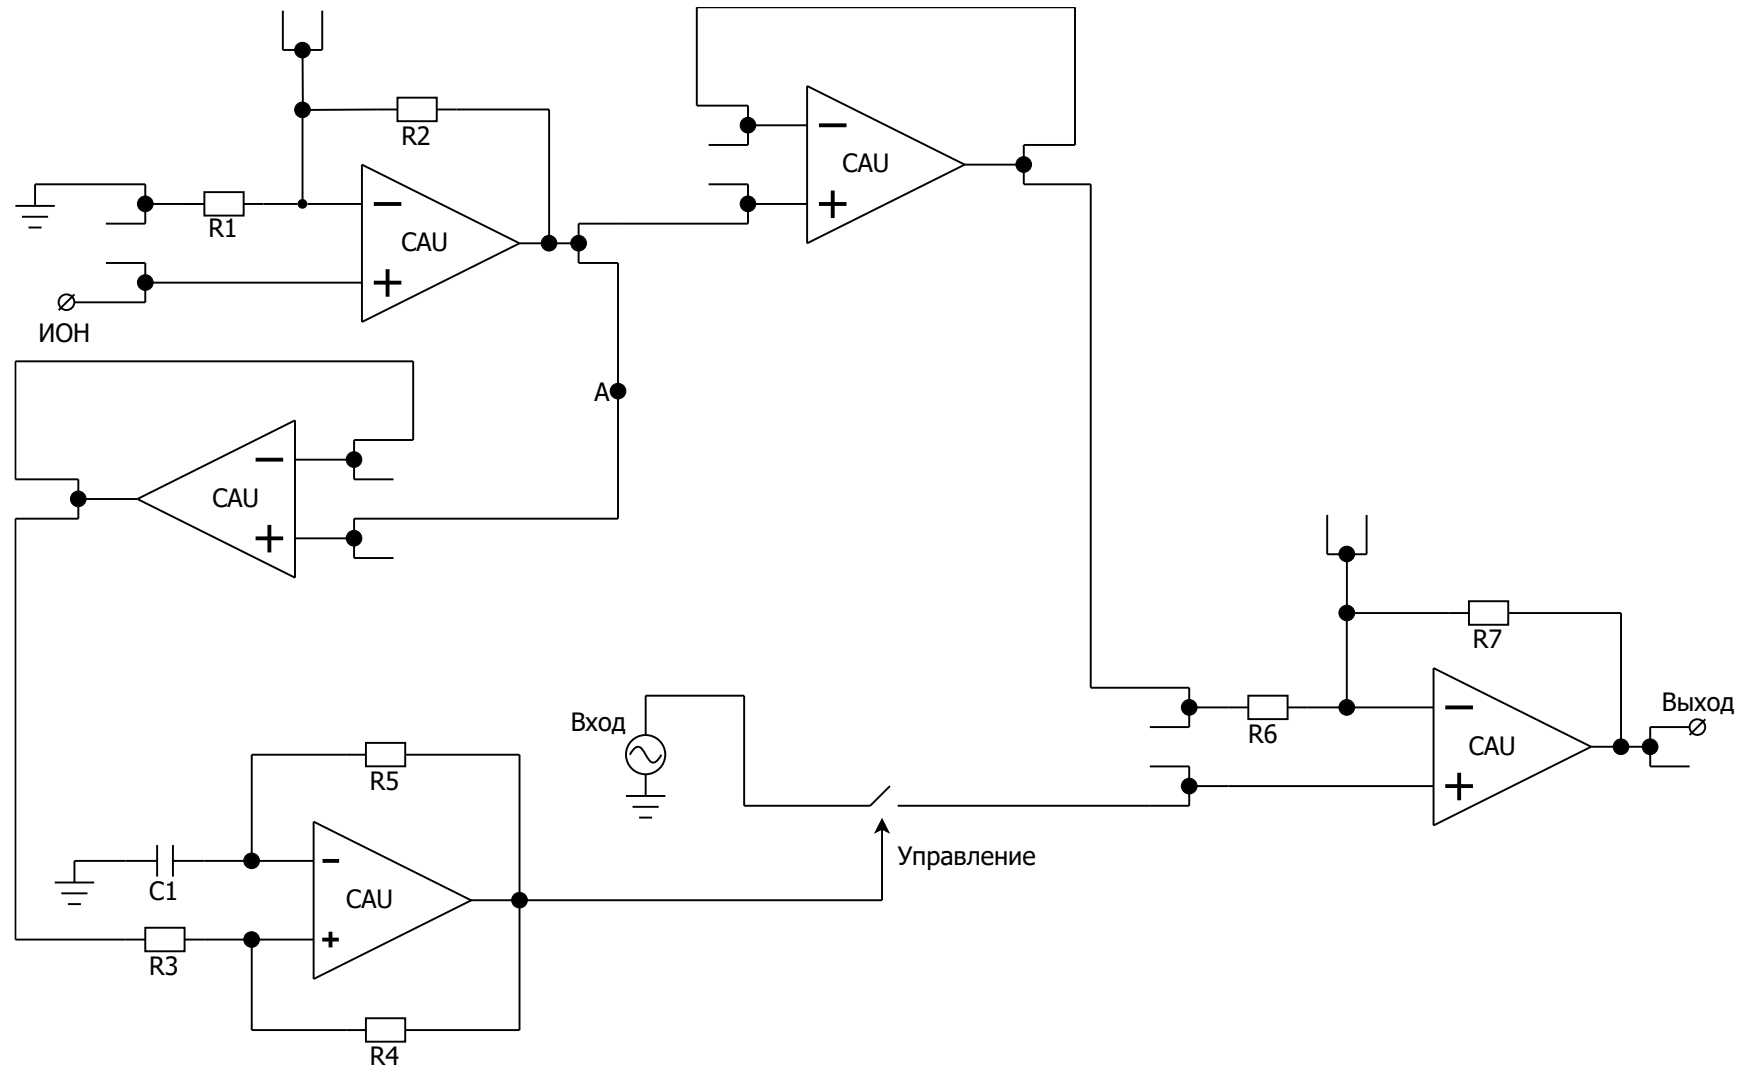 R2
CAU
R1
CAU
ИОН
A
CAU
R7
Выход
Вход
R6
CAU
R5
Управление
C1
CAU
R3
R4